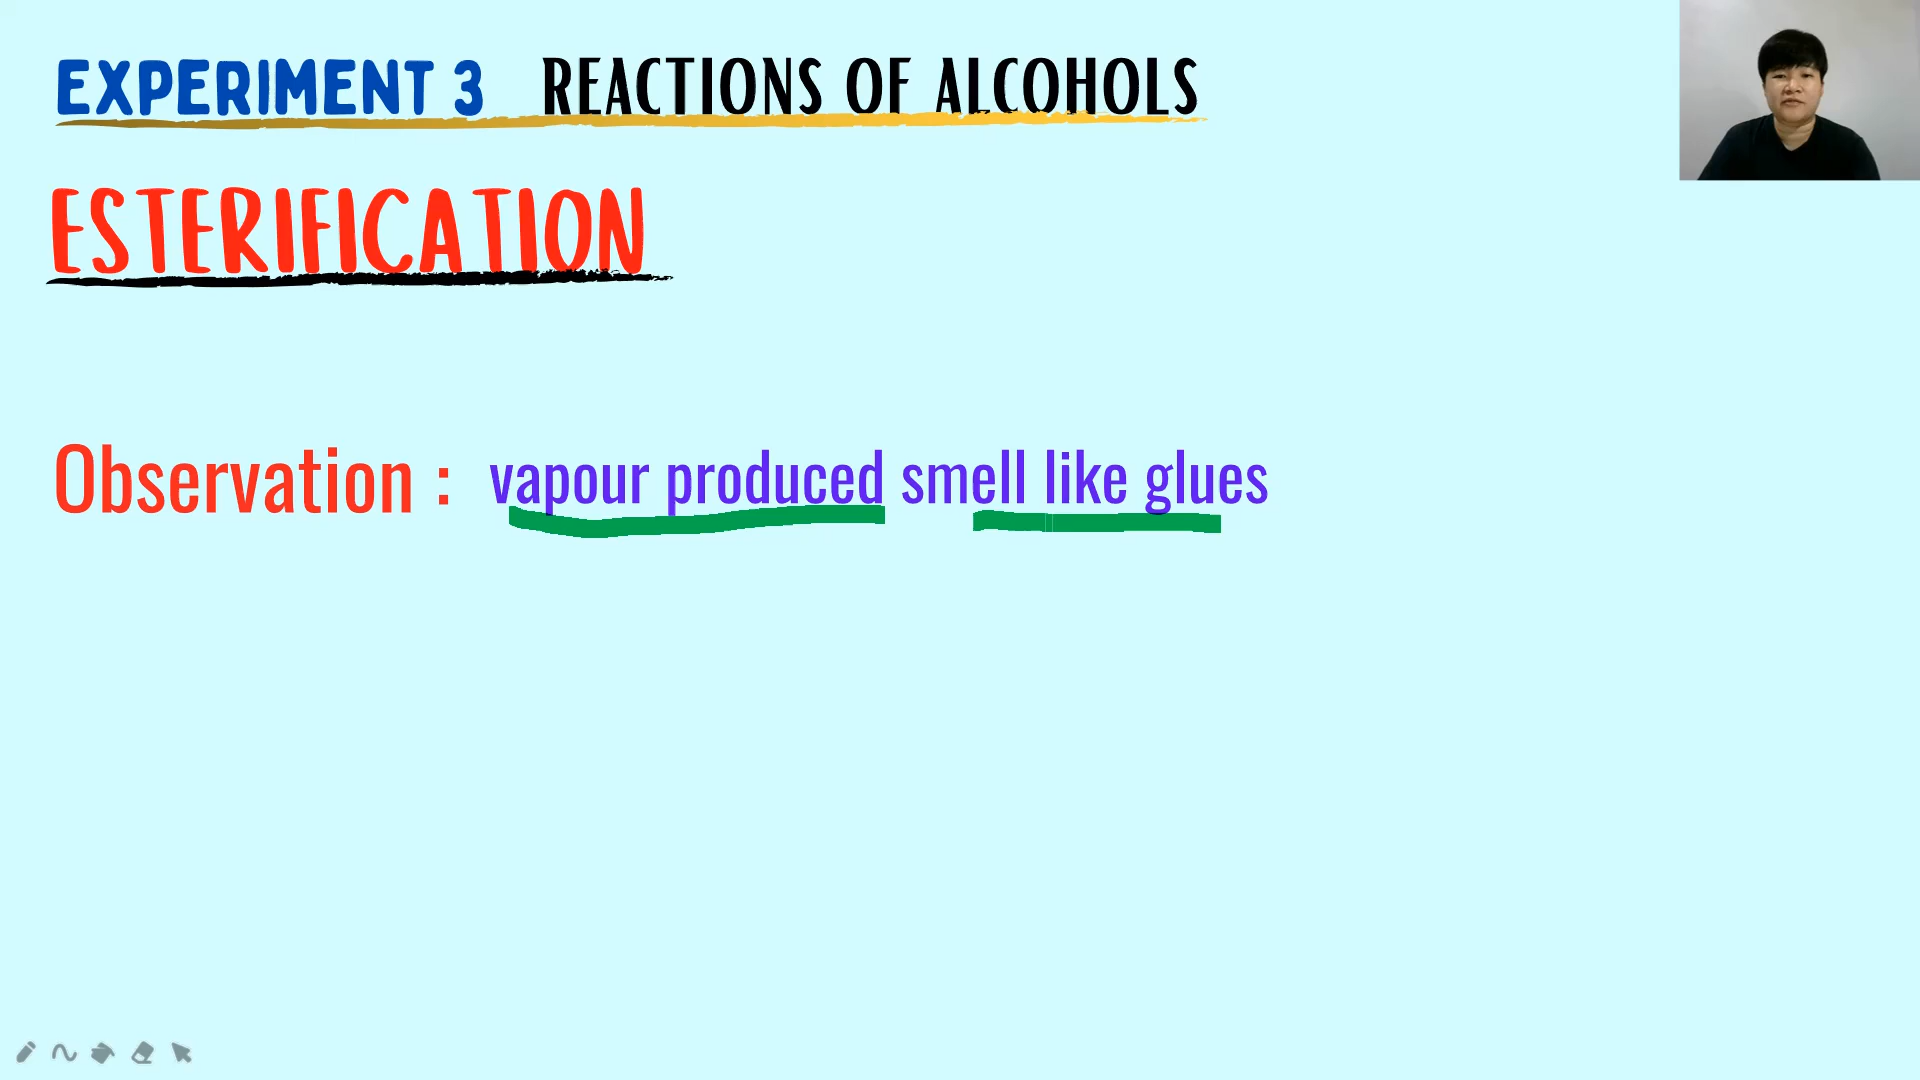 EXPERIMENT 3 REACTIONS OF ALCOHOLS
ESTERIFICATION
Observation : vapour produced smell like glues